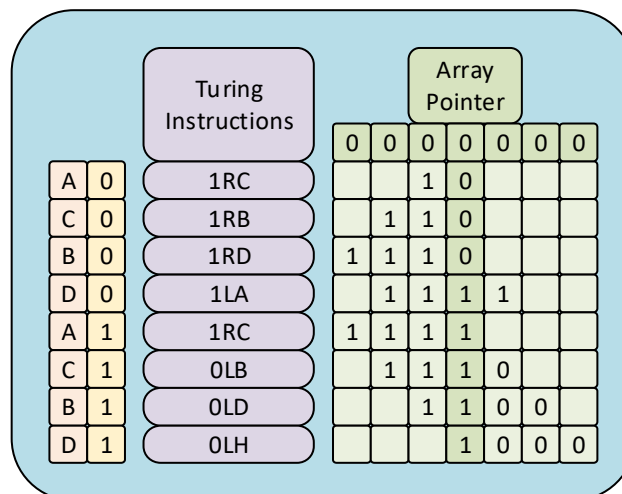 Turing
Instructions
Array
Pointer
0 0 0 0 0 0 0
A 0 1RC 1 0
C 0 1RB 1 1 0
B 0 1RD 1 1 1 0
D 0 1LA 1 1 1 1
A 1 1RC 1 1 1 1
C 1 0LB 1 1 1 0
B 1 0LD 1 1 0 0
D 1 0LH 1 0 0 0